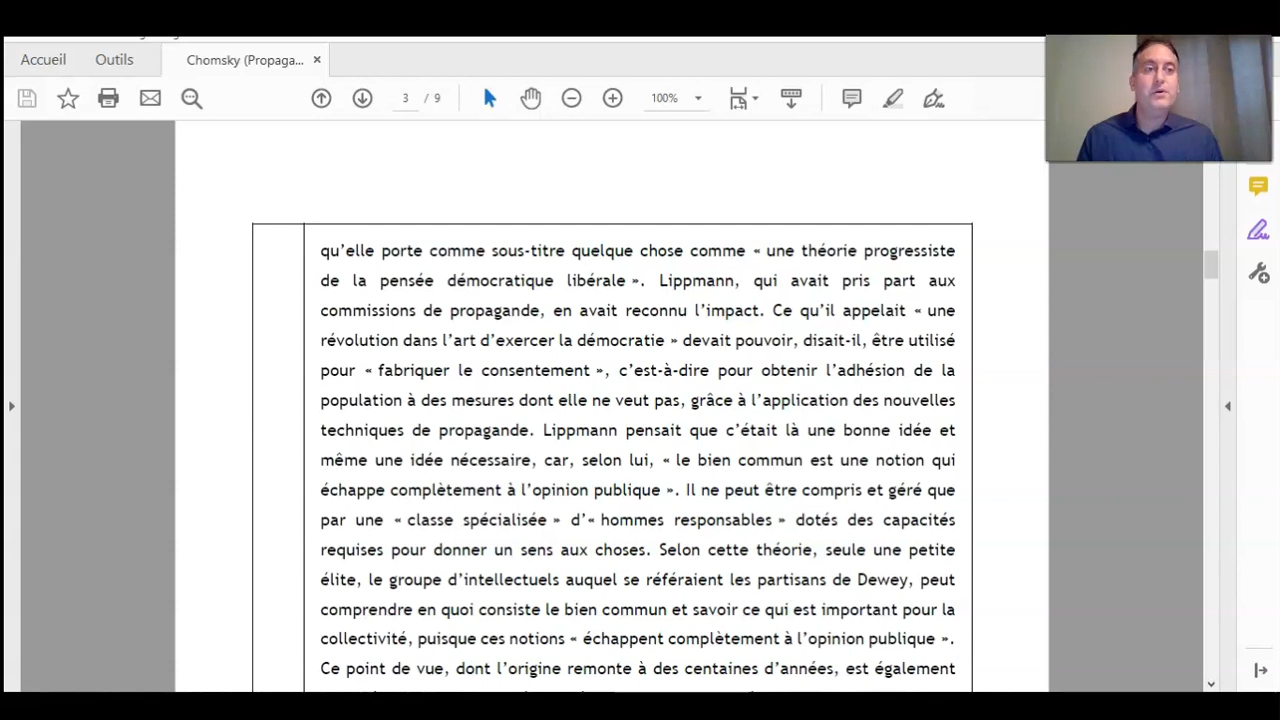 Accueil
Outils
Chomsky (Propaga...
3 / 9
100%
qu'elle porte comme sous-titre quelque chose comme « une théorie progressiste
de la pensée démocratique libérale ». Lippmann, qui avait pris part aux
commissions de propagande, en avait reconnu l'impact. Ce qu'il appelait « une
révolution dans l'art d'exercer la démocratie » devait pouvoir, disait-il, être utilisé
pour « fabriquer le consentement », c'est-à-dire pour obtenir l'adhésion de la
population à des mesures dont elle ne veut pas, grâce à l'application des nouvelles
techniques de propagande. Lippmann pensait que c'était là une bonne idée et
même une idée nécessaire, car, selon lui, « le bien commun est une notion qui
échappe complètement à l'opinion publique ». Il ne peut être compris et géré que
par une « classe spécialisée » d'« hommes responsables » dotés des capacités
requises pour donner un sens aux choses. Selon cette théorie, seule une petite
élite, le groupe d'intellectuels auquel se référaient les partisans de Dewey, peut
comprendre en quoi consiste le bien commun et savoir ce qui est important pour la
collectivité, puisque ces notions « échappent complètement à l'opinion publique ».
Ce point de vue, dont l'origine remonte à des centaines d'années, est également